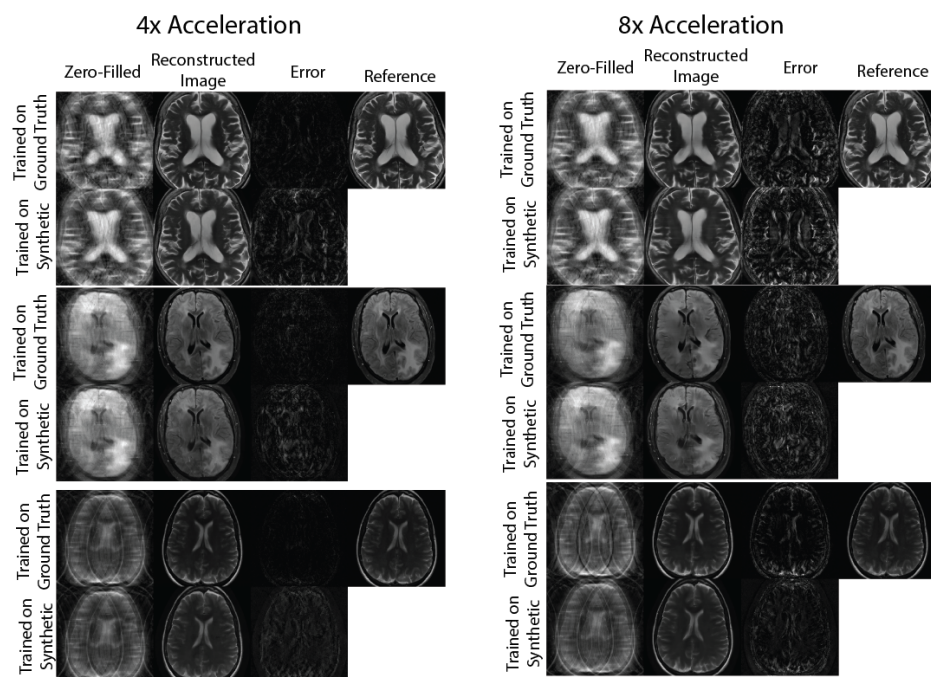 4x Acceleration
Zero-Filled
Reconstructed
Image
Error
Reference
Trained on
Ground Truth
Trained on
Synthetic
Trained on
Ground Truth
Trained on
Synthetic
Trained on
Ground Truth
Trained on
Synthetic
8x Acceleration
Zero-Filled
Reconstructed
Image
Error
Reference
Trained on
Ground Truth
Trained on
Synthetic
Trained on
Ground Truth
Trained on
Synthetic
Trained on
Ground Truth
Trained on
Synthetic